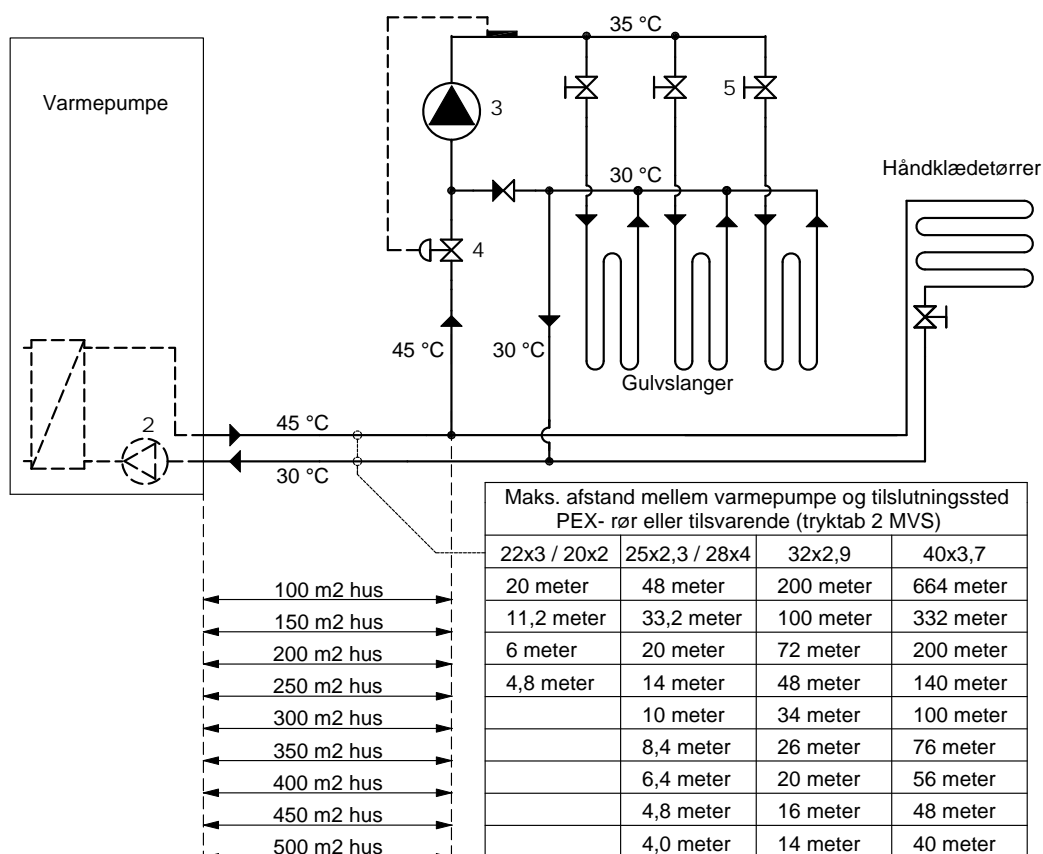 35 °C
Varmepumpe
3
5
Håndklædetørrer
30 °C
4
45 °C
30 °C
Gulvslanger
2
45 °C
30 °C
Maks. afstand mellem varmepumpe og tilslutningssted
PEX- rør eller tilsvarende (tryktab 2 MVS)
22x3 / 20x2 25x2,3 / 28x4 32x2,9 40x3,7
100 m2 hus 20 meter 48 meter 200 meter 664 meter
150 m2 hus 11,2 meter 33,2 meter 100 meter 332 meter
200 m2 hus 6 meter 20 meter 72 meter 200 meter
250 m2 hus 4,8 meter 14 meter 48 meter 140 meter
300 m2 hus 10 meter 34 meter 100 meter
350 m2 hus 8,4 meter 26 meter 76 meter
400 m2 hus 6,4 meter 20 meter 56 meter
450 m2 hus 4,8 meter 16 meter 48 meter
500 m2 hus 4,0 meter 14 meter 40 meter